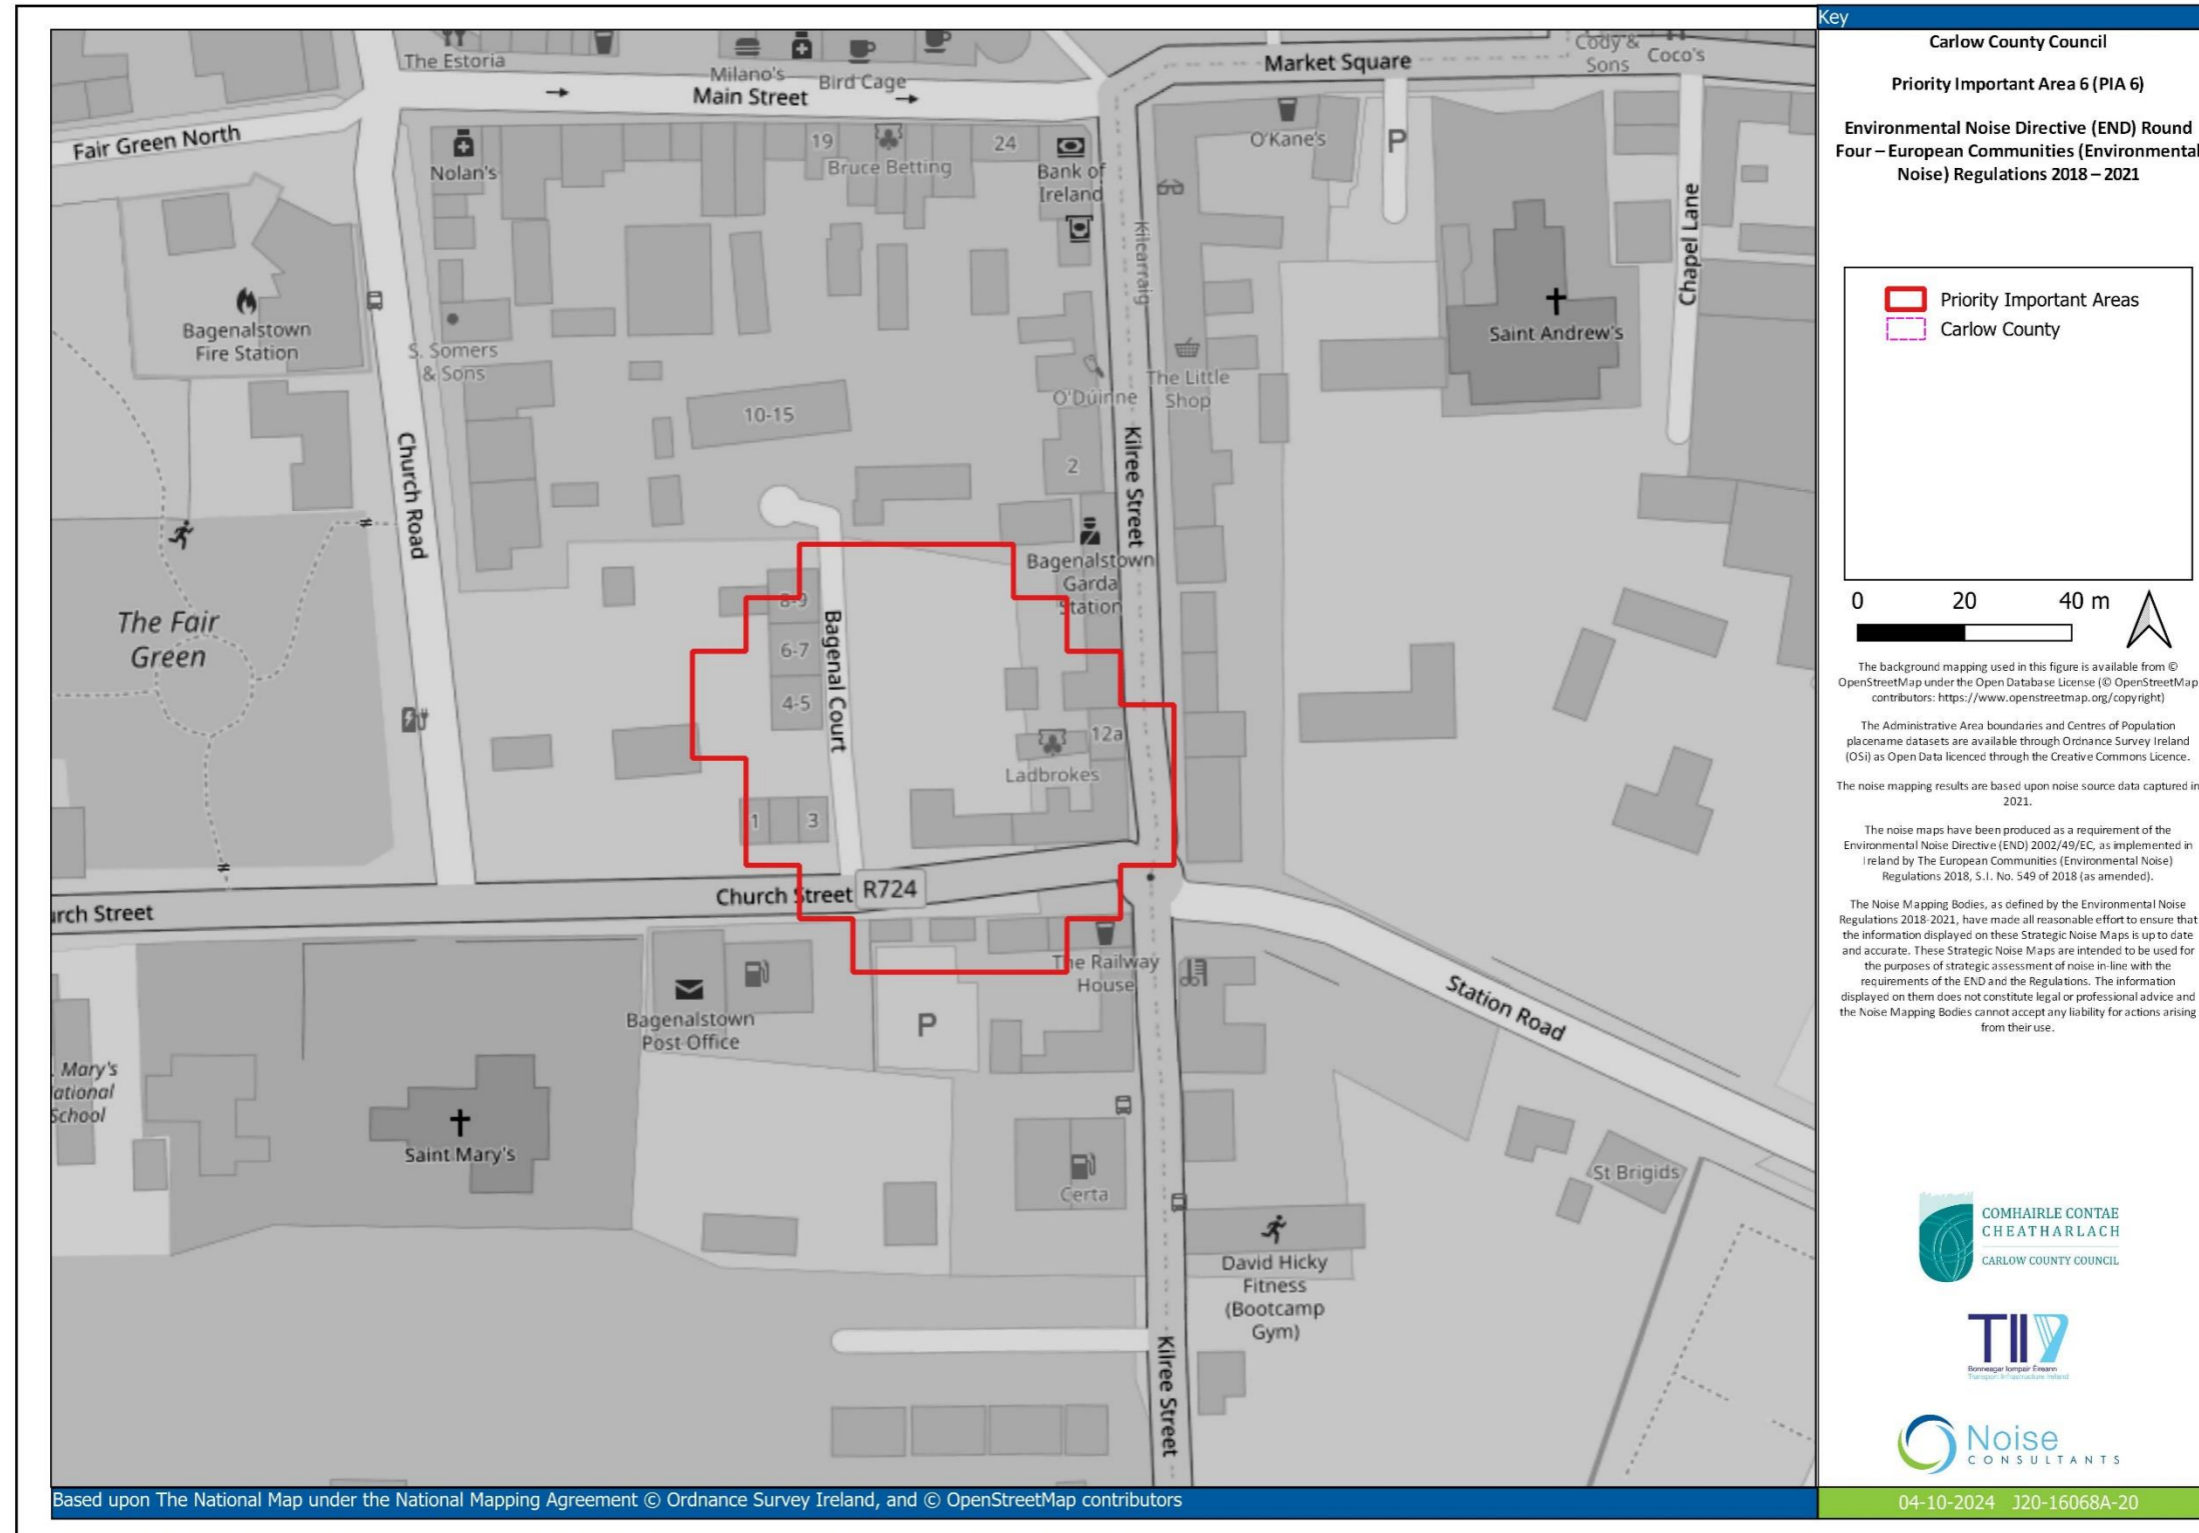 The Estoria
Milano's
Bird Cage
Main Street
Market Square
Cody &
Sons
Coco's
Fair Green North
Nolan's
19
Bruce Betting
24
Bank of
Ireland
O'Kane's
P
Kilcarraig
Chapel Lane
Saint Andrew's
Bagenalstown
Fire Station
S. Somers
& Sons
10-15
O'Duinne
The Little
Shop
Church Road
2
Kilree Street
Bagenalstown
Garda
Station
The Fair
Green
8-9
6-7
4-5
Bagenal Court
12a
Ladbrokes
1
3
Church Street
R724
urch Street
The Railway
House
Station Road
Bagenalstown
Post Office
P
. Mary's
ational
School
Saint Mary's
Certa
St Brigids
David Hicky
Fitness
(Bootcamp
Gym)
Kilree Street
Based upon The National Map under the National Mapping Agreement © Ordnance Survey Ireland, and © OpenStreetMap contributors
Key
Carlow County Council
Priority Important Area 6 (PIA 6)
Environmental Noise Directive (END) Round
Four – European Communities (Environmental
Noise) Regulations 2018 – 2021
Priority Important Areas
Carlow County
0 20 40 m
The background mapping used in this figure is available from ©
OpenStreetMap under the Open Database License (© OpenStreetMap
contributors: https://www.openstreetmap.org/copyright)
The Administrative Area boundaries and Centres of Population
placename datasets are available through Ordnance Survey Ireland
(OSi) as Open Data licenced through the Creative Commons Licence.
The noise mapping results are based upon noise source data captured in
2021.
The noise maps have been produced as a requirement of the
Environmental Noise Directive (END) 2002/49/EC, as implemented in
Ireland by The European Communities (Environmental Noise)
Regulations 2018, S.I. No. 549 of 2018 (as amended).
The Noise Mapping Bodies, as defined by the Environmental Noise
Regulations 2018-2021, have made all reasonable effort to ensure that
the information displayed on these Strategic Noise Maps is up to date
and accurate. These Strategic Noise Maps are intended to be used for
the purposes of strategic assessment of noise in-line with the
requirements of the END and the Regulations. The information
displayed on them does not constitute legal or professional advice and
the Noise Mapping Bodies cannot accept any liability for actions arising
from their use.
COMHAIRLE CONTAE
CHEATHARLACH
CARLOW COUNTY COUNCIL
TII
Bonneagar Iompair Éireann
Transport Infrastructure Ireland
Noise
CONSULTANTS
04-10-2024 J20-16068A-20